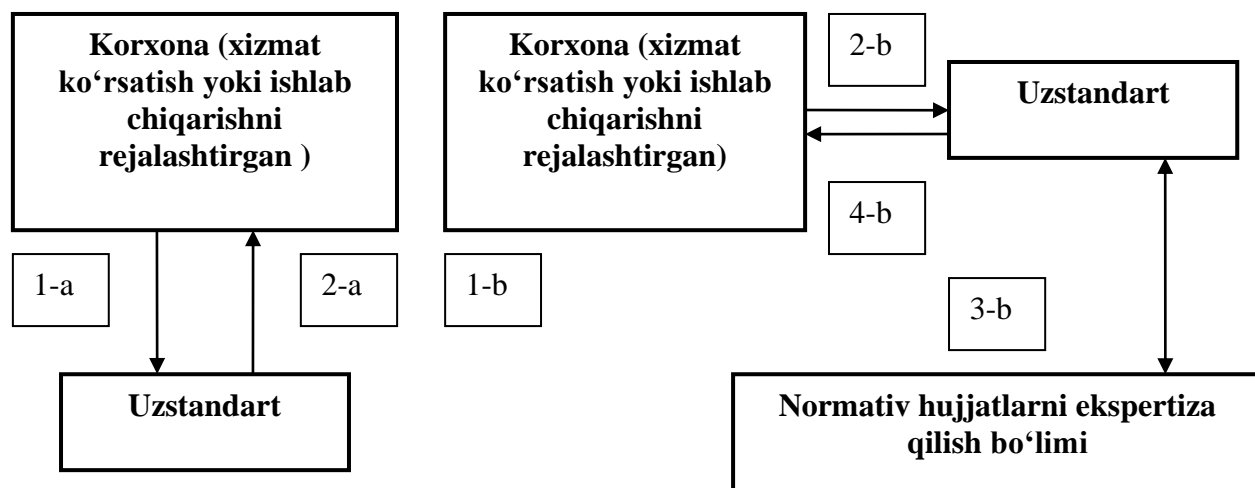 Korxona (xizmat
ko‘rsatish yoki ishlab
chiqarishni
rejalashtirgan )
1-a
2-a
Uzstandart
Korxona (xizmat
ko‘rsatish yoki ishlab
chiqarishni
rejalashtirgan)
1-b
2-b
4-b
Uzstandart
3-b
Normativ hujjatlarni ekspertiza
qilish bo‘limi